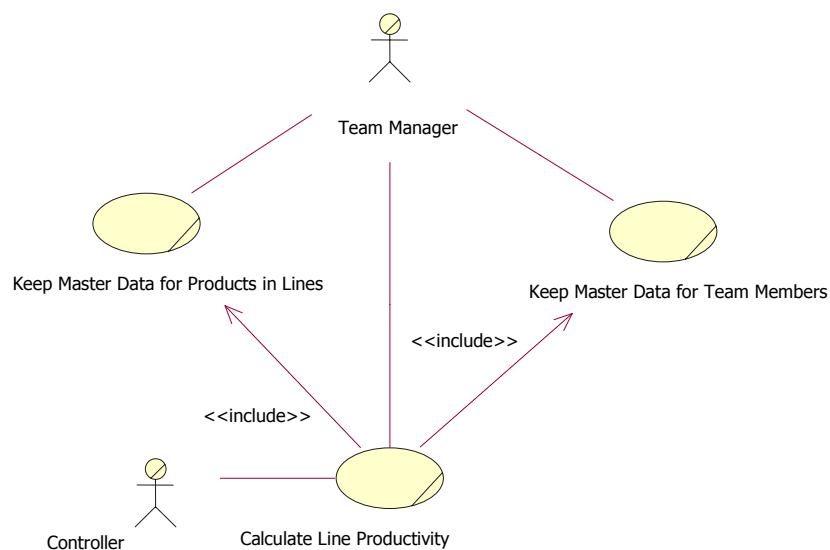 Team Manager
Keep Master Data for Products in Lines
Keep Master Data for Team Members
<<include>>
<<include>>
Controller
Calculate Line Productivity